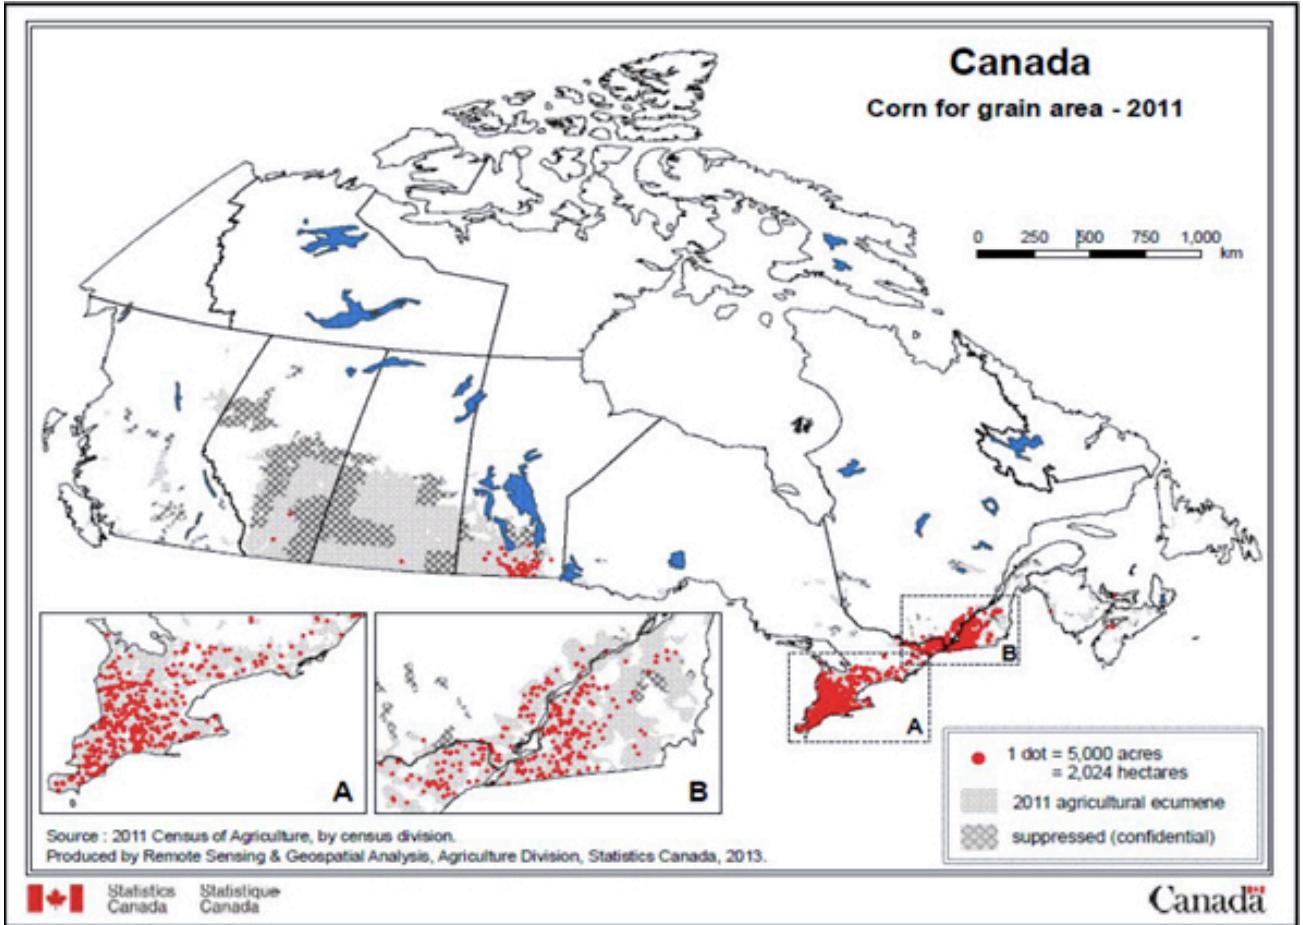 Canada
Corn for grain area - 2011
0 250 500 750 1,000
km
A
B
A
B
1 dot = 5,000 acres
= 2,024 hectares
2011 agricultural ecumene
suppressed (confidential)
Source : 2011 Census of Agriculture, by census division.
Produced by Remote Sensing & Geospatial Analysis, Agriculture Division, Statistics Canada, 2013.
Statistics Statistique
Canada Canada
Canada